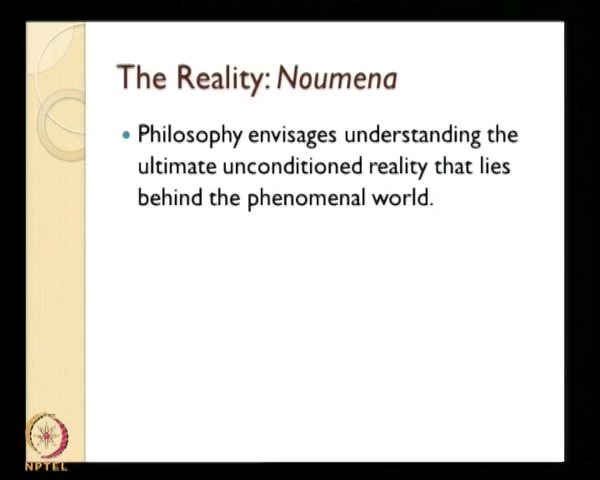 The Reality: Noumena
Philosophy envisages understanding the
ultimate unconditioned reality that lies
behind the phenomenal world.
NPTEL